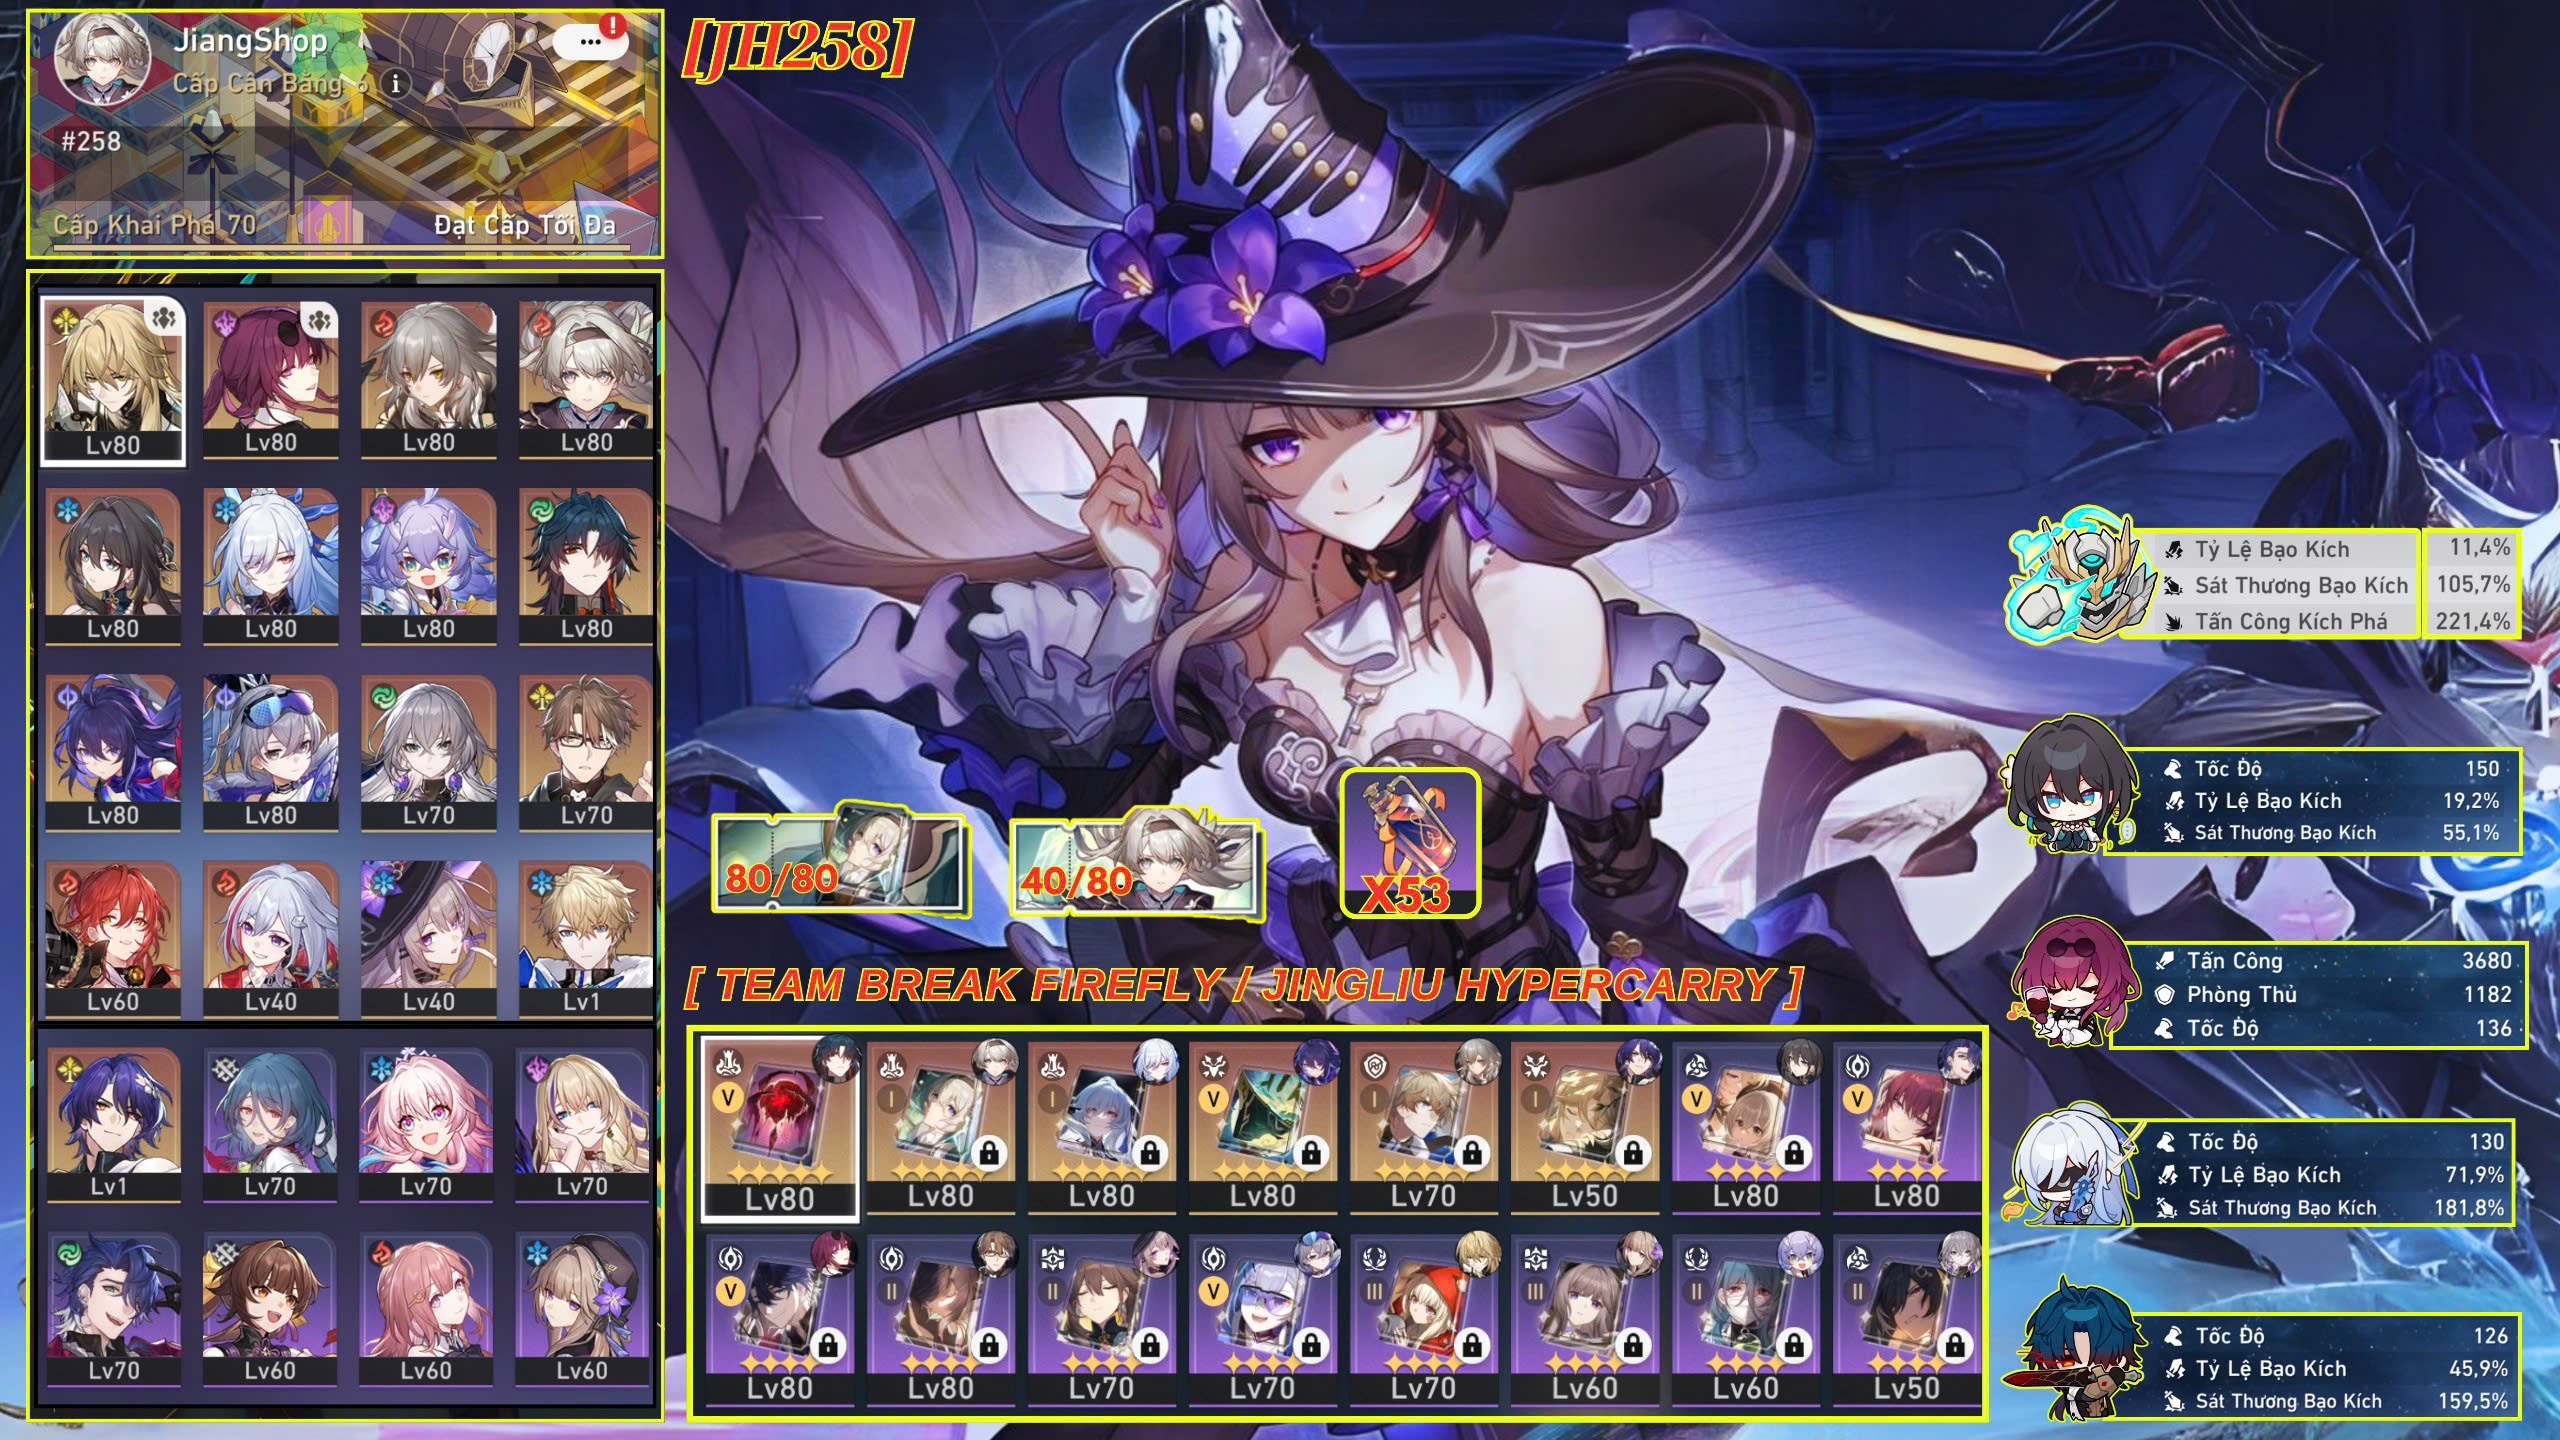 JiangShop
Cấp Cân Bằng 6
#258
Cấp Khai Phá 70
Đạt Cấp Tối Đa
[JH258]
Lv80
Lv80
Lv80
Lv80
Lv80
Lv80
Lv80
Lv80
Lv80
Lv80
Lv70
Lv70
Lv60
Lv40
Lv40
Lv1
Lv1
Lv70
Lv70
Lv70
Lv70
Lv60
Lv60
Lv60
80/80
40/80
X53
[ TEAM BREAK FIREFLY / JINGLIU HYPERCARRY ]
V
I
I
V
I
I
V
V
Lv80
Lv80
Lv80
Lv80
Lv70
Lv50
Lv80
Lv80
V
II
II
V
III
III
II
II
Lv80
Lv80
Lv70
Lv70
Lv70
Lv60
Lv60
Lv50
Tỷ Lệ Bạo Kích 11,4%
Sát Thương Bạo Kích 105,7%
Tấn Công Kích Phá 221,4%
Tốc Độ 150
Tỷ Lệ Bạo Kích 19,2%
Sát Thương Bạo Kích 55,1%
Tấn Công 3680
Phòng Thủ 1182
Tốc Độ 136
Tốc Độ 130
Tỷ Lệ Bạo Kích 71,9%
Sát Thương Bạo Kích 181,8%
Tốc Độ 126
Tỷ Lệ Bạo Kích 45,9%
Sát Thương Bạo Kích 159,5%